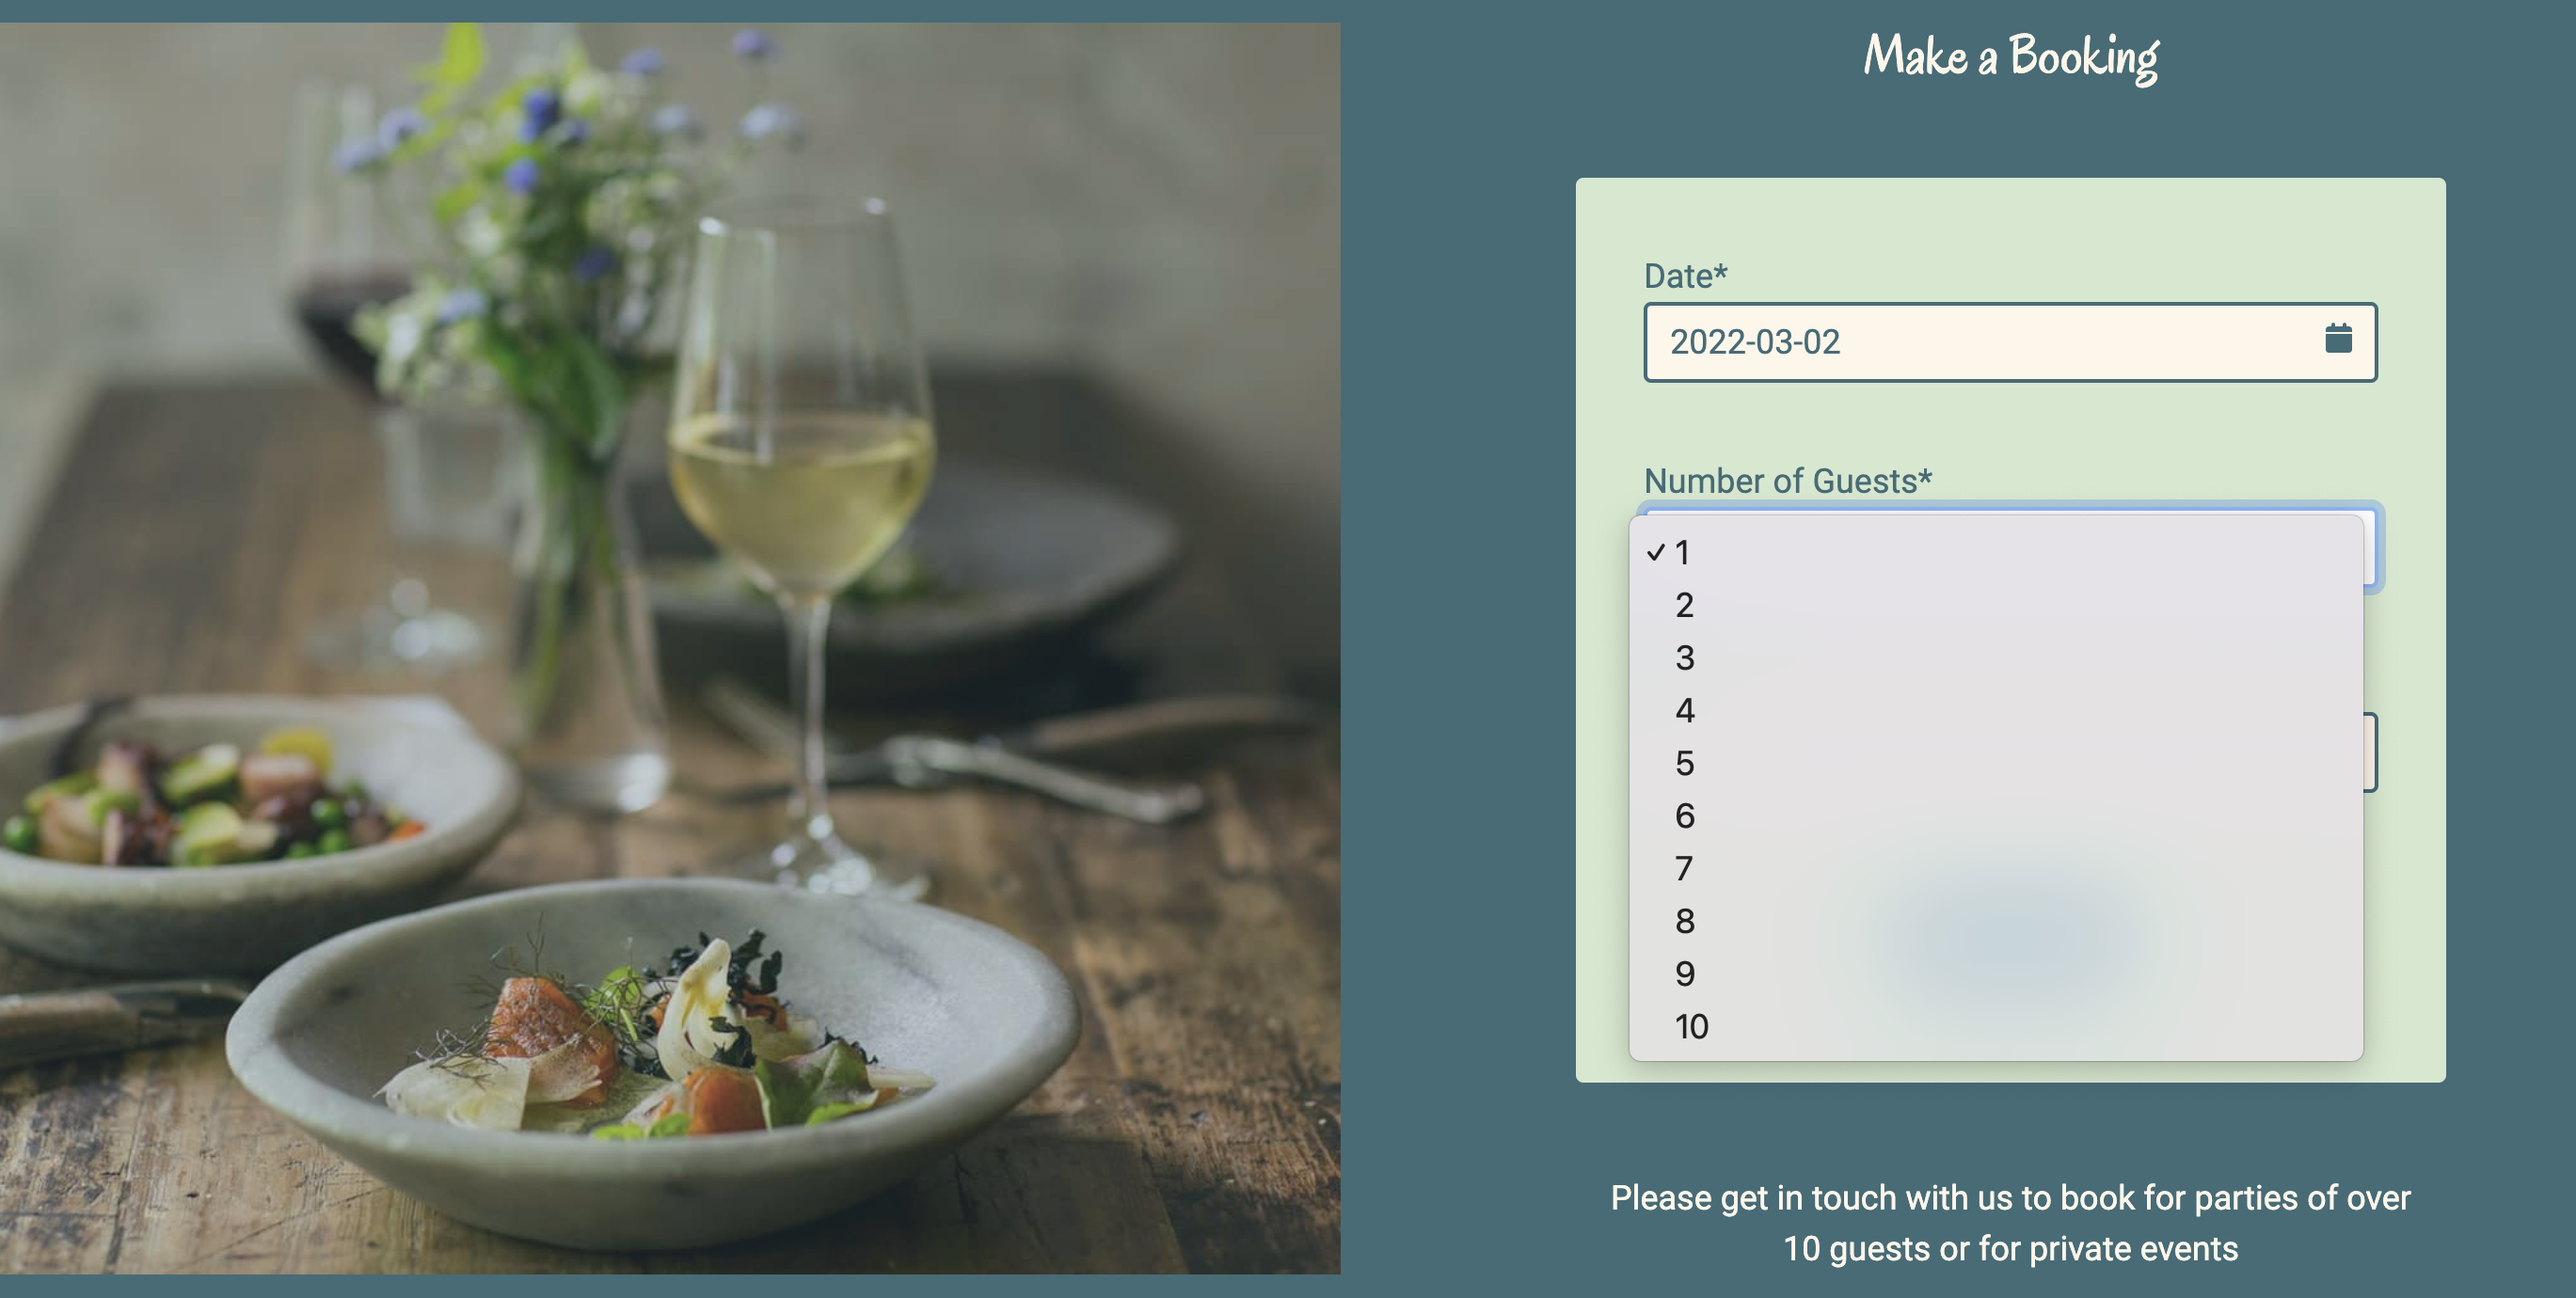 Make a Booking
Date*
2022-03-02
Number of Guests*
✓ 1
2
3
4
5
6
7
8
9
10
Please get in touch with us to book for parties of over
10 guests or for private events